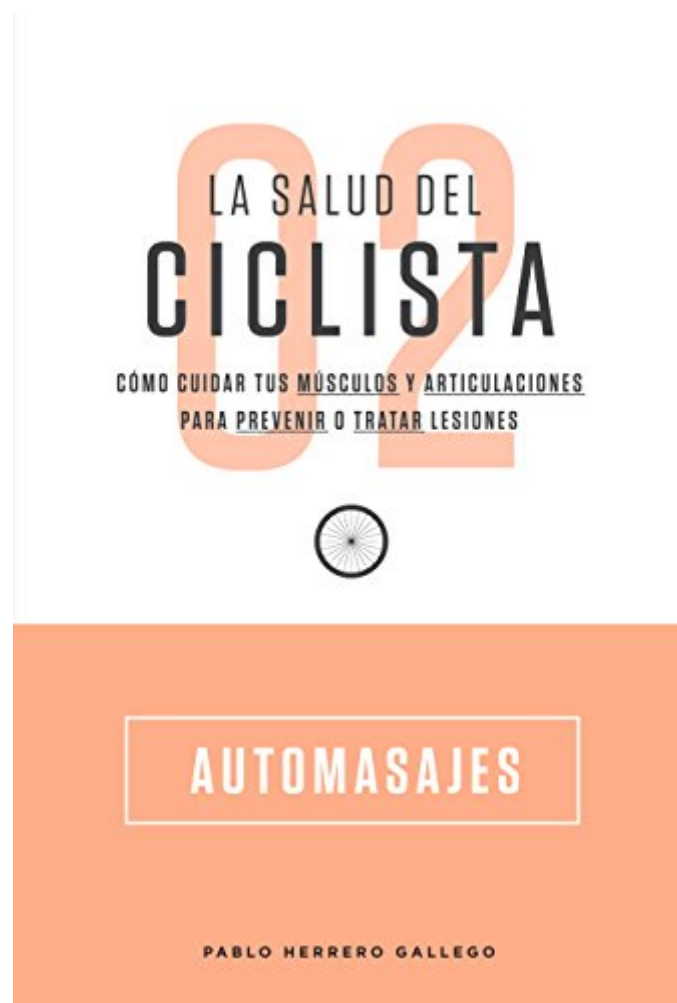 02
LA SALUD DEL
CICLISTA
CÓMO CUIDAR TUS MÚSCULOS Y ARTICULACIONES
PARA PREVENIR O TRATAR LESIONES
AUTOMASAJES
PABLO HERRERO GALLEGO